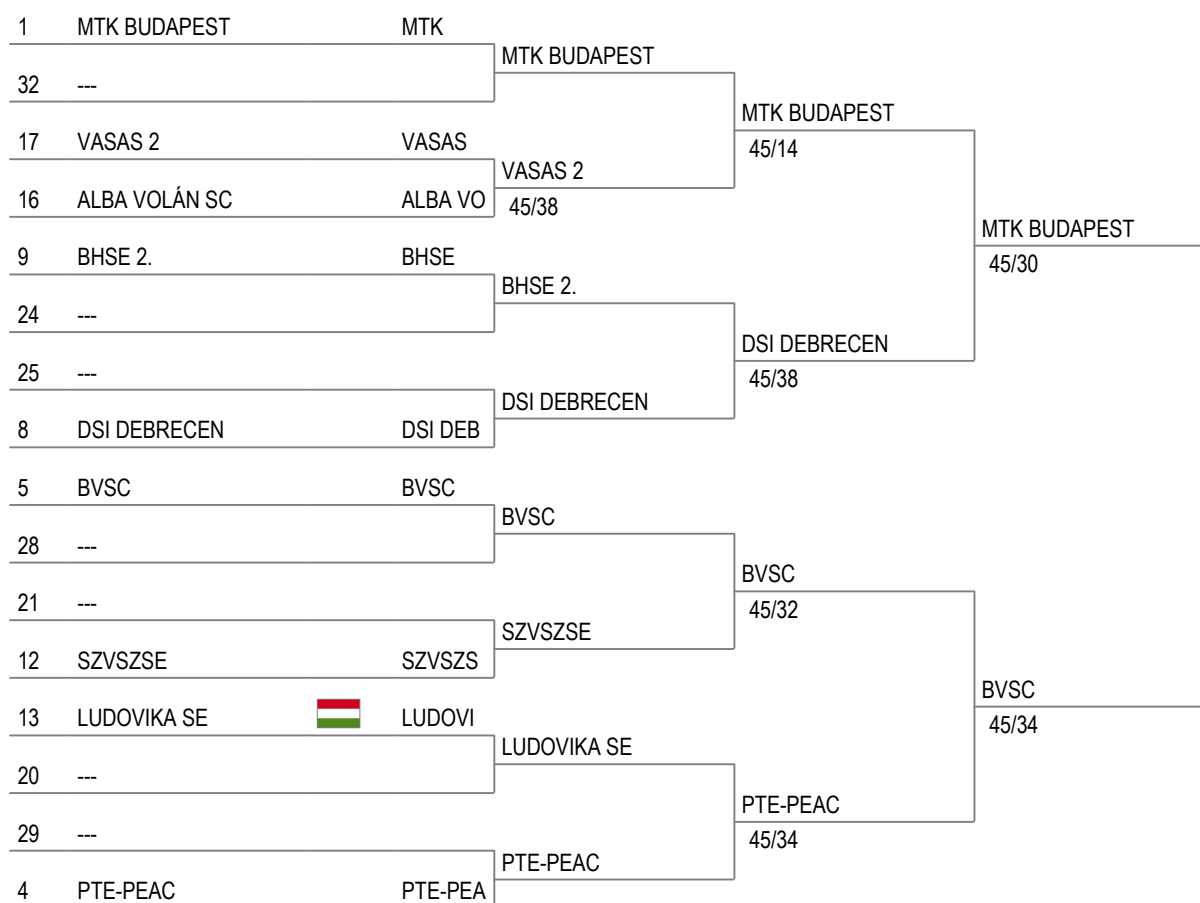 1 MTK BUDAPEST MTK
MTK BUDAPEST
32 ---
MTK BUDAPEST
45/14
17 VASAS 2 VASAS
VASAS 2
45/38
16 ALBA VOLÁN SC ALBA VO
MTK BUDAPEST
45/30
9 BHSE 2. BHSE
BHSE 2.
24 ---
DSI DEBRECEN
45/38
25 ---
DSI DEBRECEN
8 DSI DEBRECEN DSI DEB
5 BVSC BVSC
BVSC
28 ---
BVSC
45/32
21 ---
SZVSZSE
12 SZVSZSE SZVSZS
BVSC
45/34
13 LUDOVIKA SE LUDOVI
LUDOVIKA SE
20 ---
PTE-PEAC
45/34
29 ---
PTE-PEAC
4 PTE-PEAC PTE-PEA